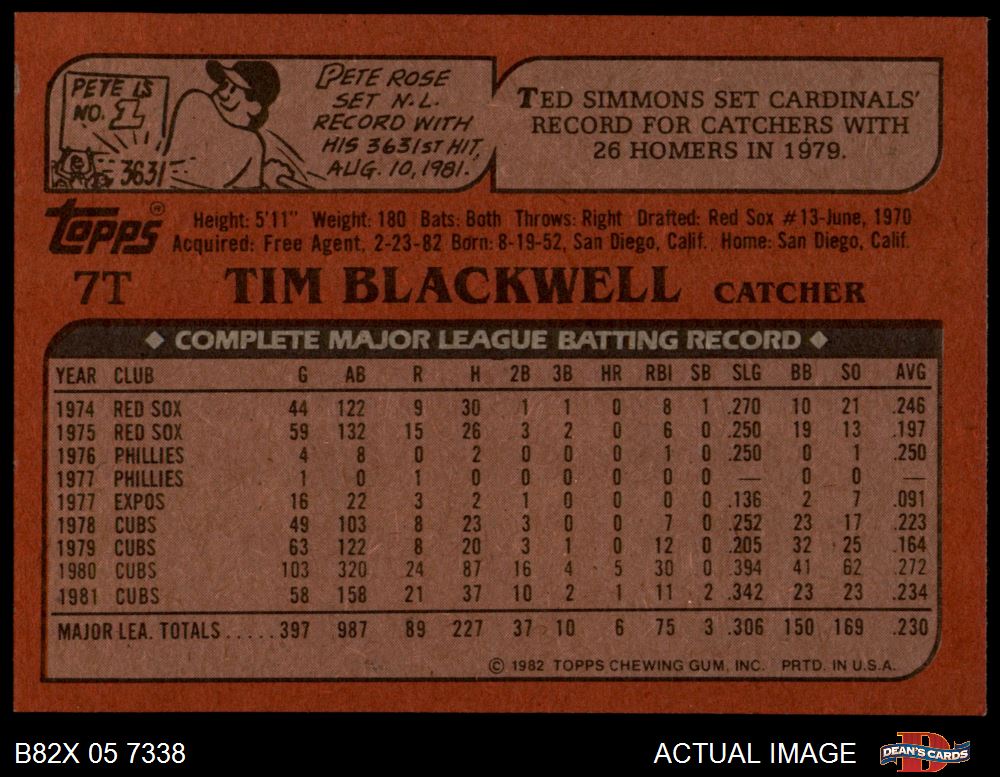 PETE IS
NO. 1
3631
PETE ROSE
SET N.L.
RECORD WITH
HIS 3631ST HIT,
AUG. 10, 1981.
TED SIMMONS SET CARDINALS'
RECORD FOR CATCHERS WITH
26 HOMERS IN 1979.
topps®
Height: 5'11" Weight: 180 Bats: Both Throws: Right Drafted: Red Sox #13-June, 1970
Acquired: Free Agent, 2-23-82 Born: 8-19-52, San Diego, Calif. Home: San Diego, Calif.
7T TIM BLACKWELL CATCHER
◆ COMPLETE MAJOR LEAGUE BATTING RECORD ◆
YEAR CLUB G AB R H 2B 3B HR RBI SB SLG BB SO AVG
1974 RED SOX 44 122 9 30 1 1 0 8 1 .270 10 21 .246
1975 RED SOX 59 132 15 26 3 2 0 6 0 .250 19 13 .197
1976 PHILLIES 4 8 0 2 0 0 0 1 0 .250 0 1 .250
1977 PHILLIES 1 0 1 0 0 0 0 0 0 — 0 0 —
1977 EXPOS 16 22 3 2 1 0 0 0 0 .136 2 7 .091
1978 CUBS 49 103 8 23 3 0 0 7 0 .252 23 17 .223
1979 CUBS 63 122 8 20 3 1 0 12 0 .205 32 25 .164
1980 CUBS 103 320 24 87 16 4 5 30 0 .394 41 62 .272
1981 CUBS 58 158 21 37 10 2 1 11 2 .342 23 23 .234
MAJOR LEA. TOTALS.....397 987 89 227 37 10 6 75 3 .306 150 169 .230
© 1982 TOPPS CHEWING GUM, INC. PRTD. IN U.S.A.
B82X 05 7338 ACTUAL IMAGE DEAN'S CARDS